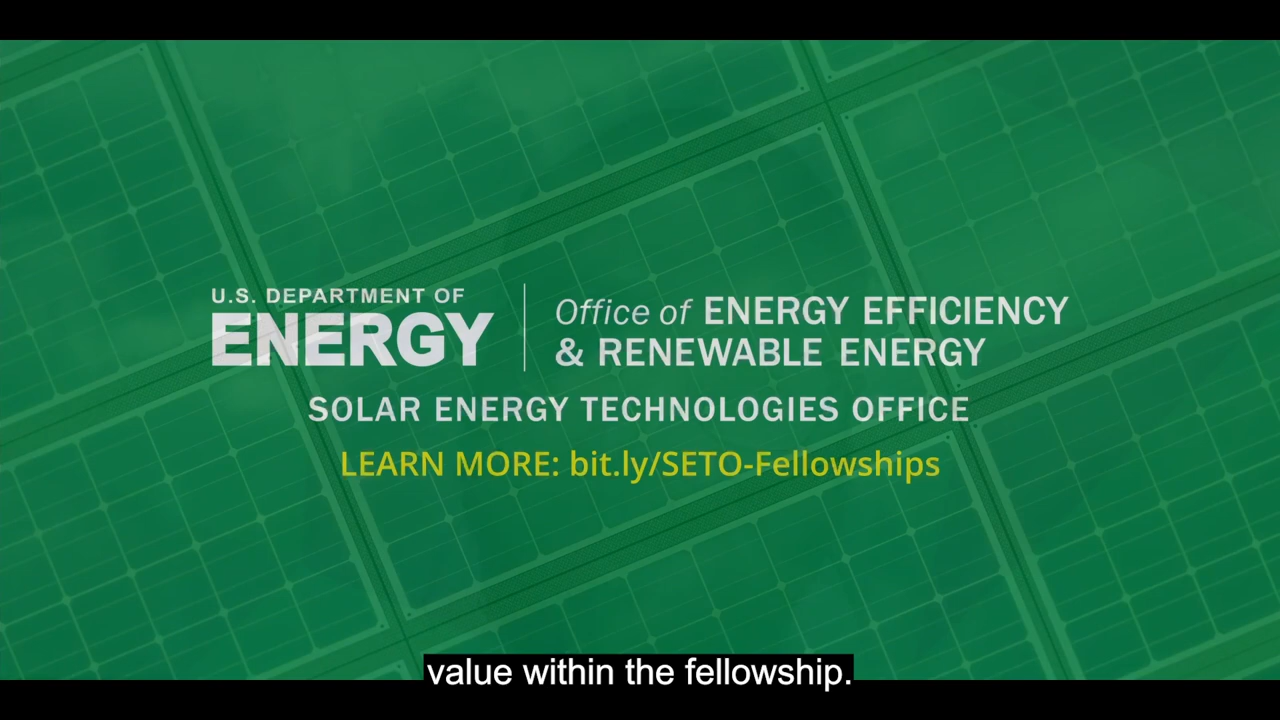 U.S. DEPARTMENT OF
ENERGY
Office of ENERGY EFFICIENCY
& RENEWABLE ENERGY
SOLAR ENERGY TECHNOLOGIES OFFICE
LEARN MORE: bit.ly/SETO-Fellowships
value within the fellowship.